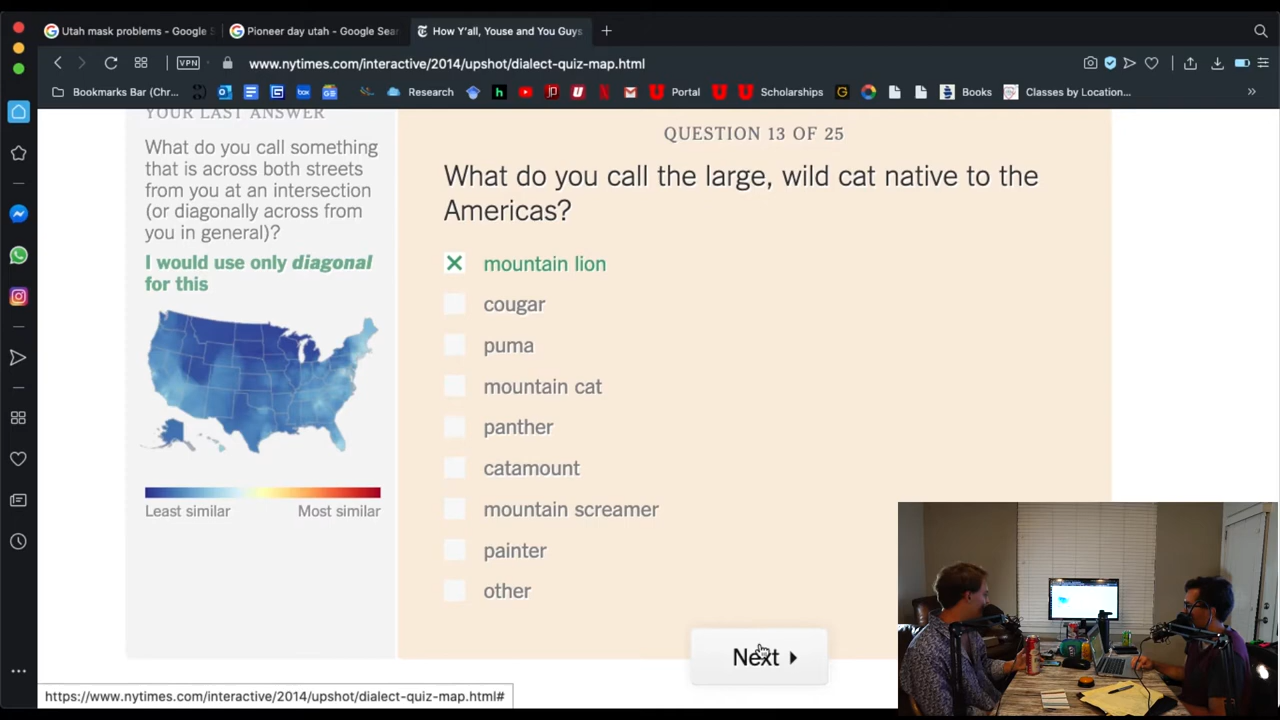 Utah mask problems - Google S
Pioneer day utah - Google Sear
How Y'all, Youse and You Guys
VPN
www.nytimes.com/interactive/2014/upshot/dialect-quiz-map.html
Bookmarks Bar (Chr...
Research
Portal
Scholarships
Books
Classes by Location...
YOUR LAST ANSWER
What do you call something
that is across both streets
from you at an intersection
(or diagonally across from
you in general)?
I would use only diagonal
for this
Least similar
Most similar
QUESTION 13 OF 25
What do you call the large, wild cat native to the
Americas?
mountain lion
cougar
puma
mountain cat
panther
catamount
mountain screamer
painter
other
Next
https://www.nytimes.com/interactive/2014/upshot/dialect-quiz-map.html#